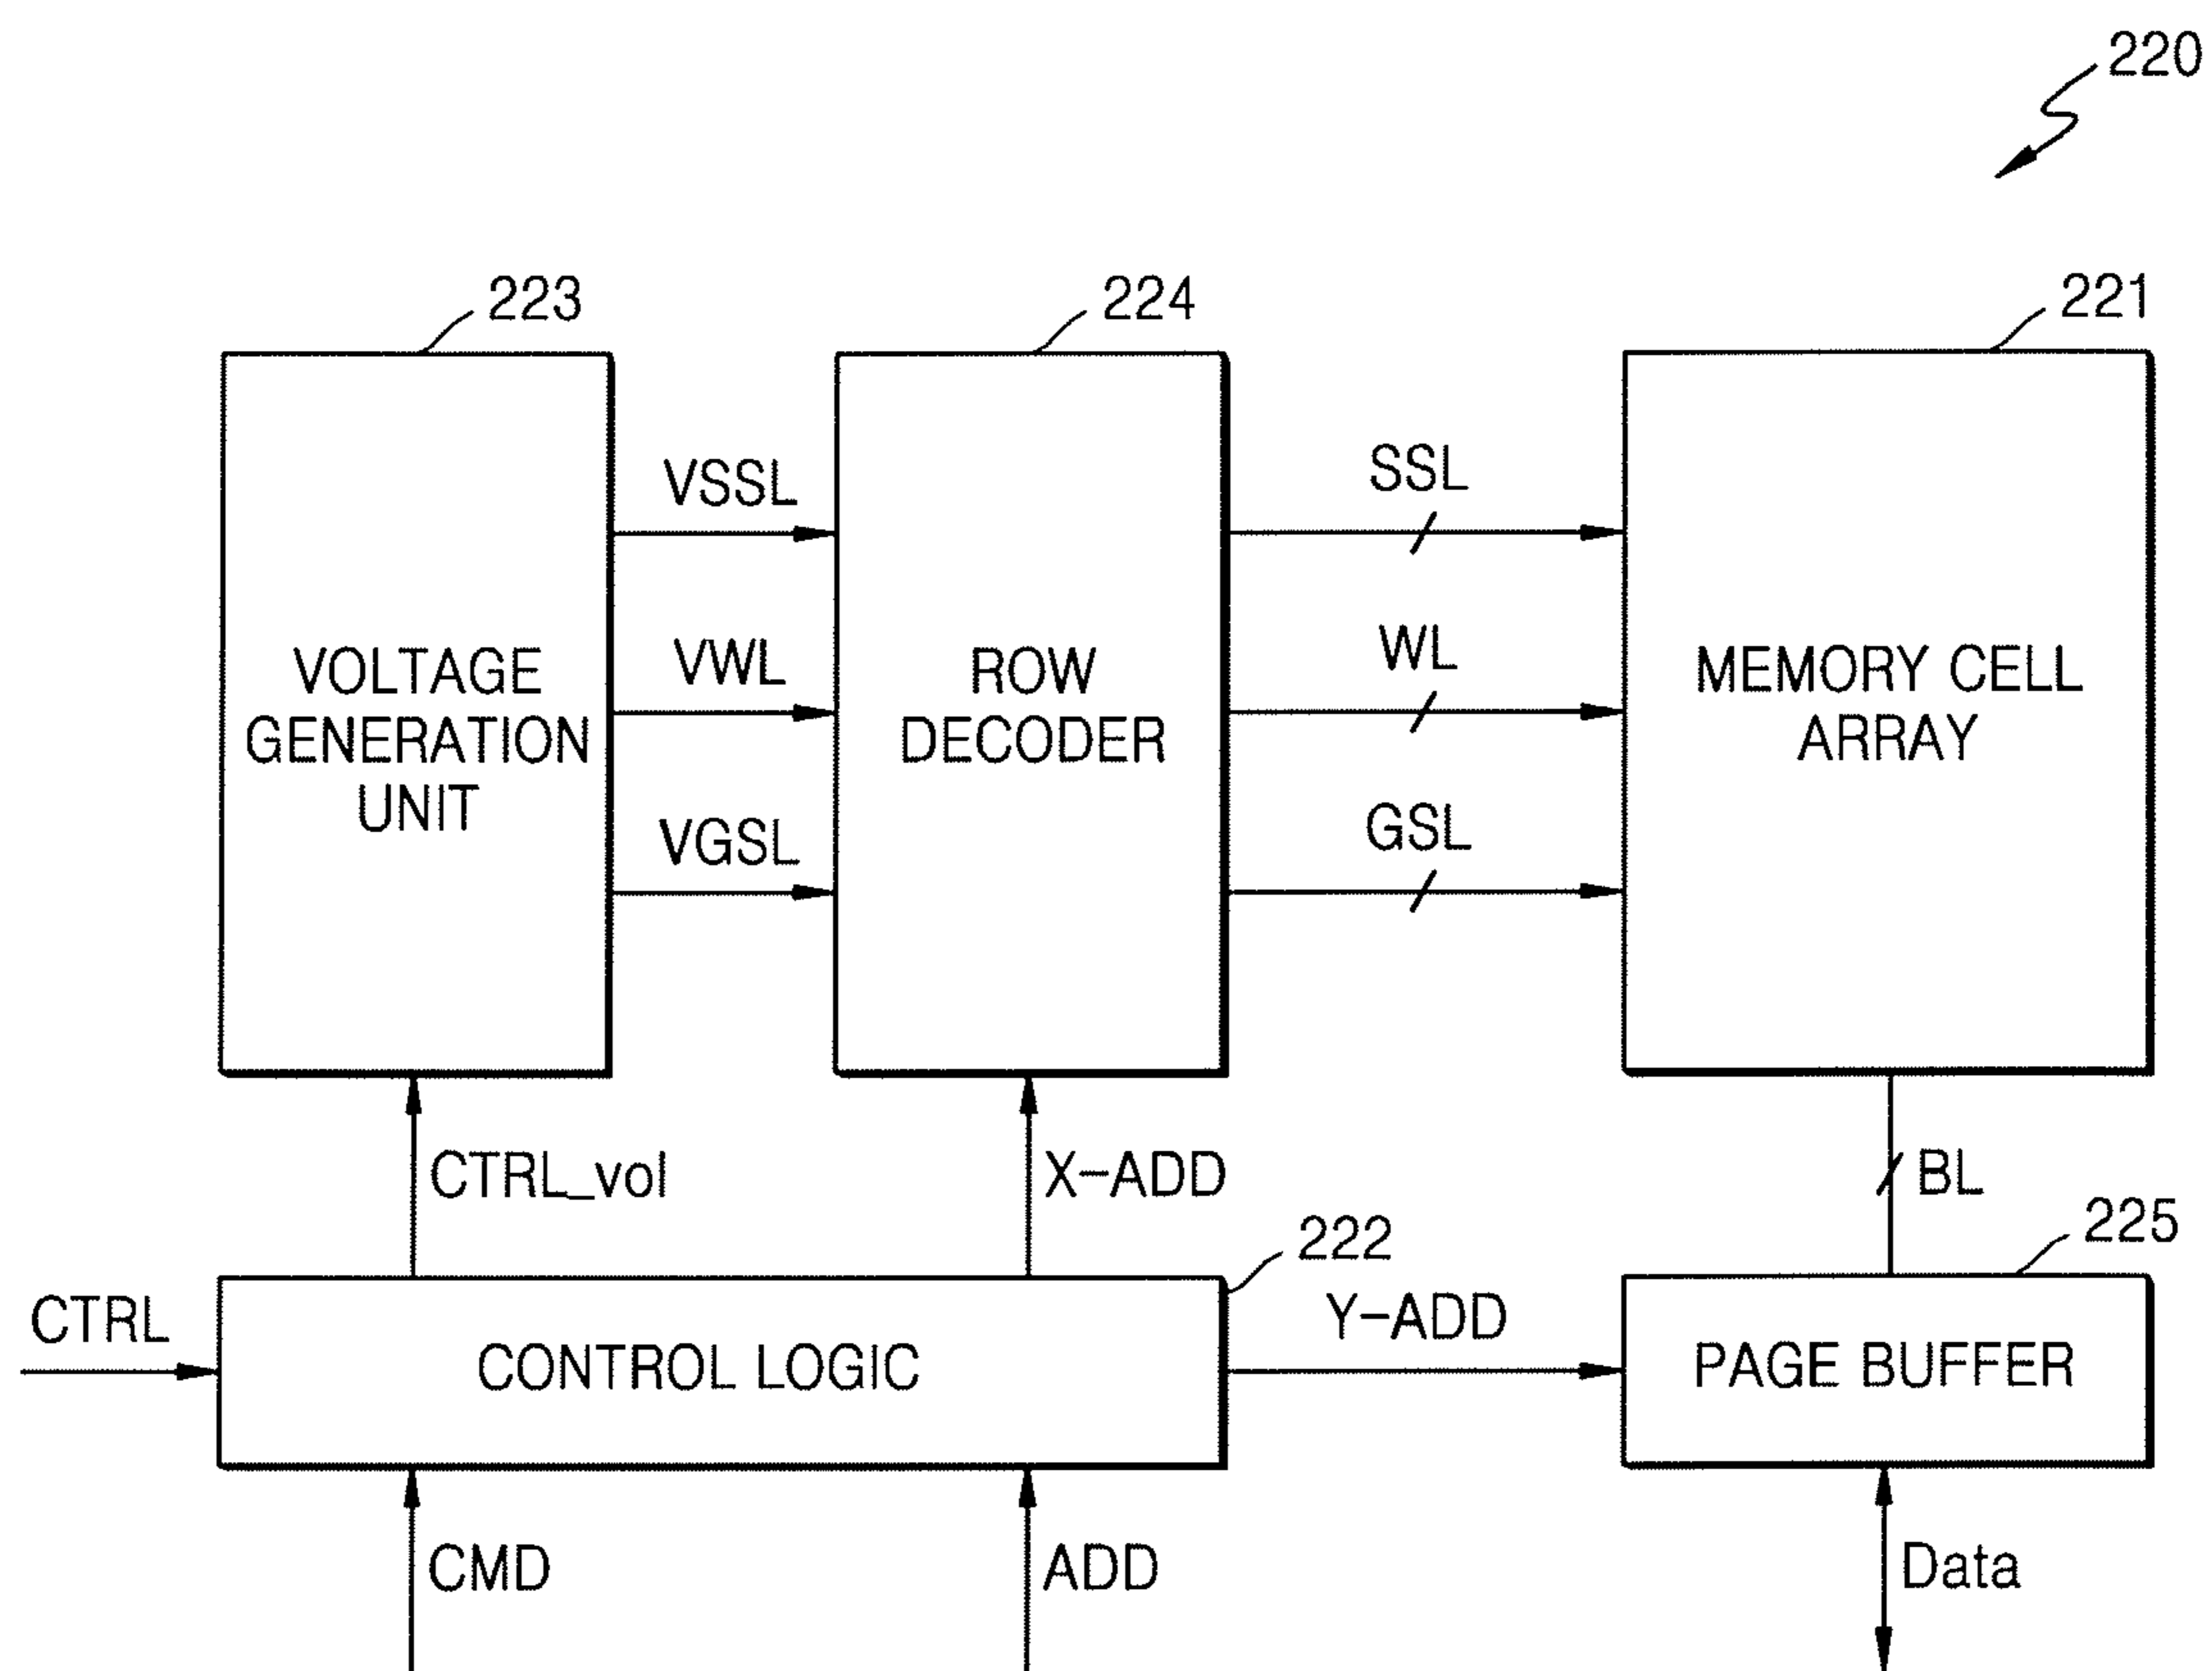 220
223
224
221
VSSL
SSL
VOLTAGE
GENERATION
UNIT
VWL
ROW
DECODER
WL
MEMORY CELL
ARRAY
VGSL
GSL
CTRL_vol
X-ADD
BL
222
225
CTRL
CONTROL LOGIC
Y-ADD
PAGE BUFFER
CMD
ADD
Data